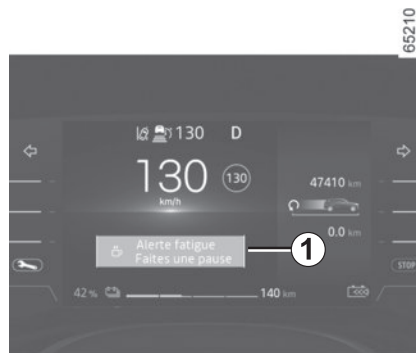 65210
130 D
130
130
km/h
47410 km
0.0 km
Alerte fatigue
Faites une pause
1
STOP
42 %
140 km